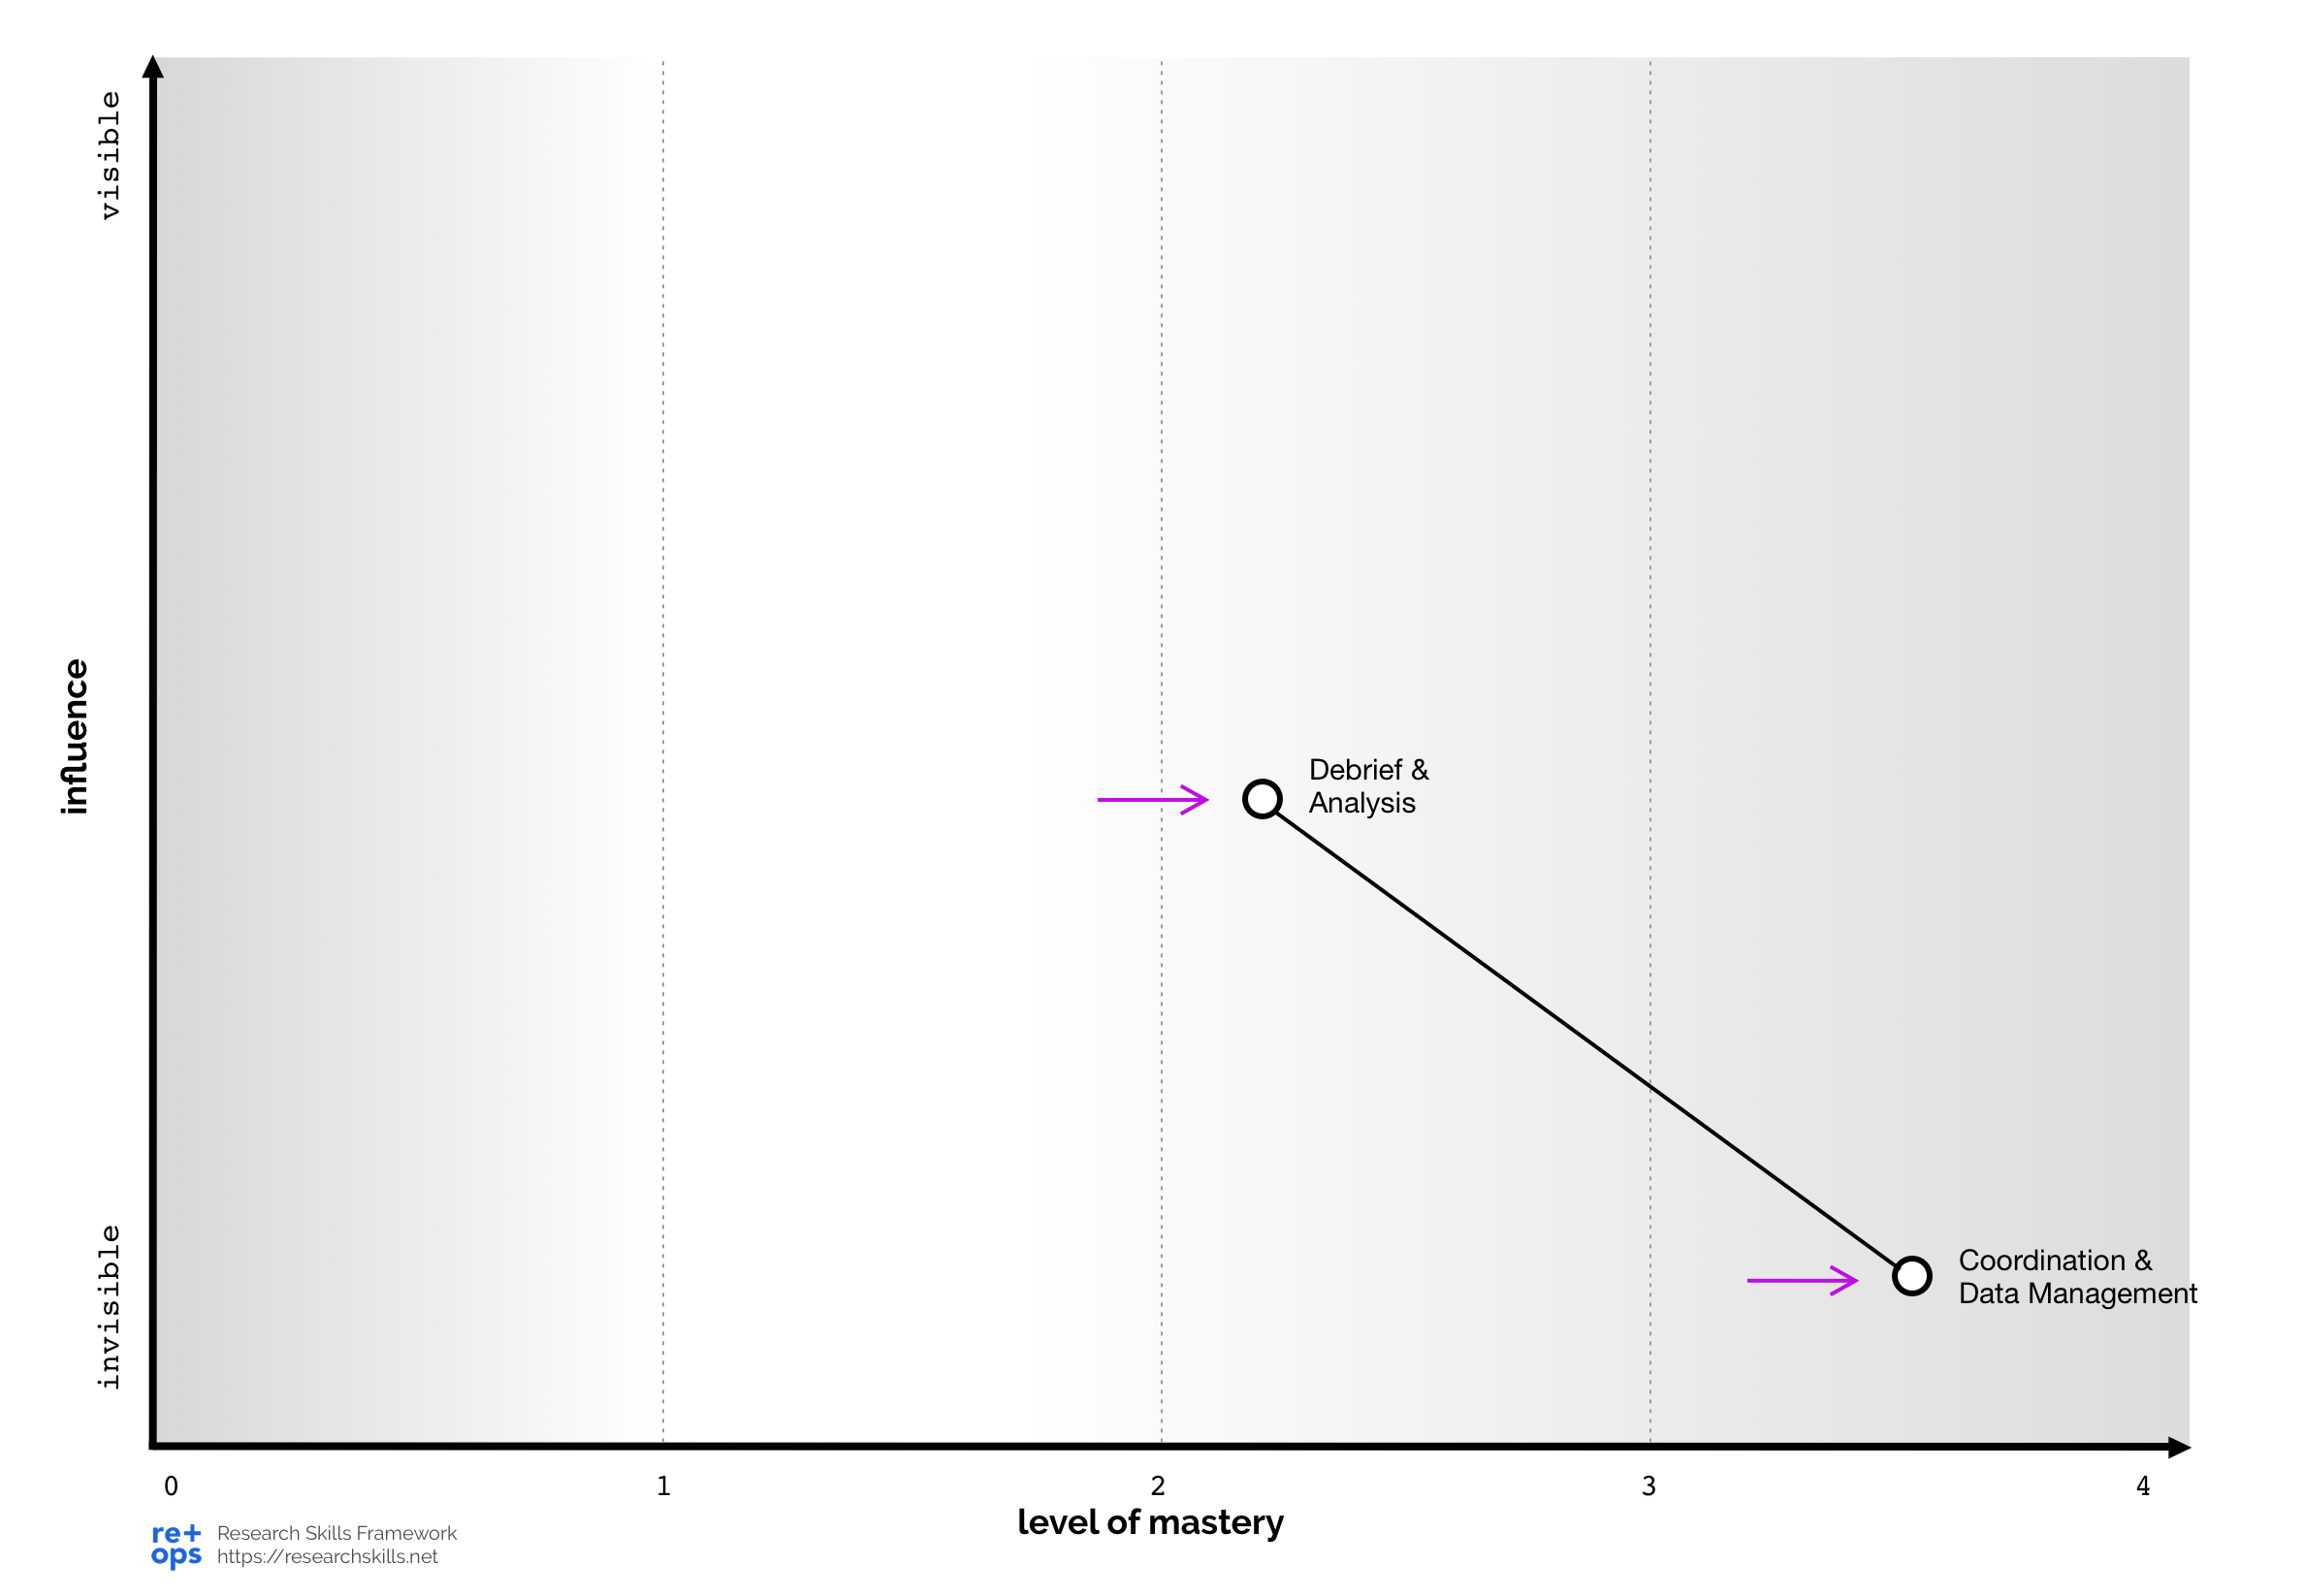 visible
influence
Debrief &
Analysis
Coordination &
Data Management
invisible
0 1 2 3 4
level of mastery
re+
ops
Research Skills Framework
https://researchskills.net